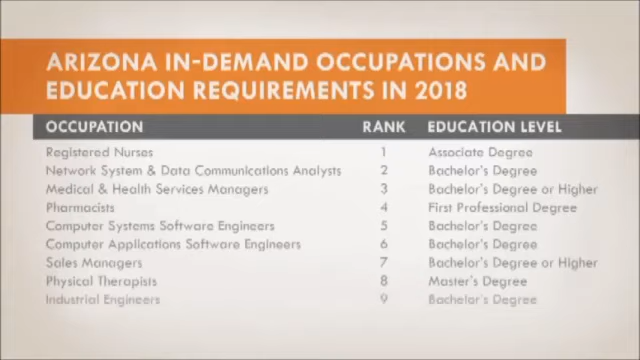 ARIZONA IN-DEMAND OCCUPATIONS AND
EDUCATION REQUIREMENTS IN 2018
OCCUPATION RANK EDUCATION LEVEL
Registered Nurses 1 Associate Degree
Network System & Data Communications Analysts 2 Bachelor's Degree
Medical & Health Services Managers 3 Bachelor's Degree or Higher
Pharmacists 4 First Professional Degree
Computer Systems Software Engineers 5 Bachelor's Degree
Computer Applications Software Engineers 6 Bachelor's Degree
Sales Managers 7 Bachelor's Degree or Higher
Physical Therapists 8 Master's Degree
Industrial Engineers 9 Bachelor's Degree